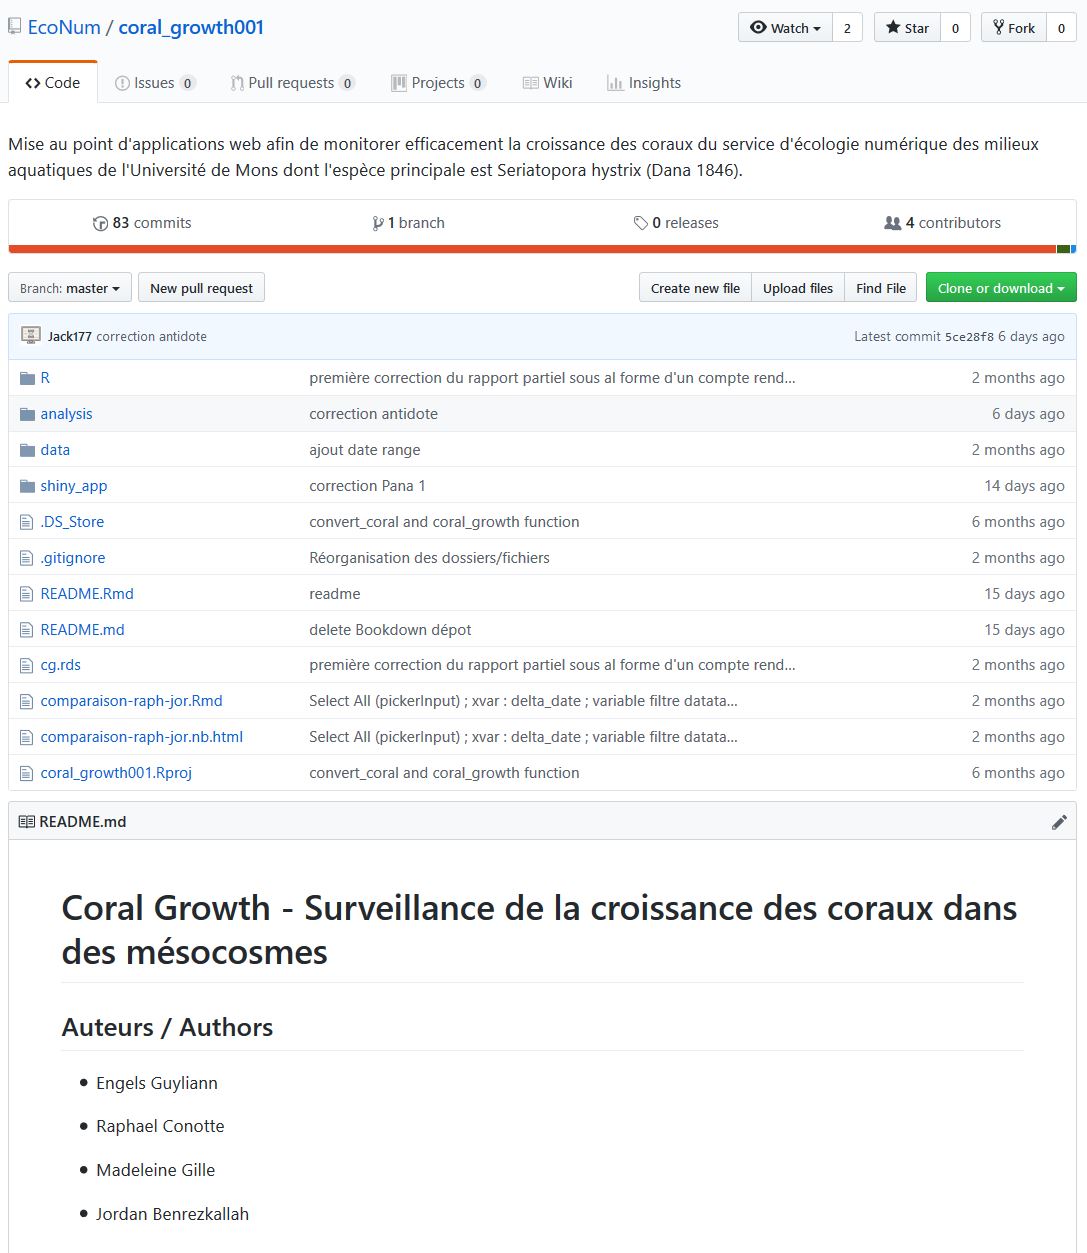 EcoNum / coral_growth001 Watch 2 Star 0 Fork 0
Code Issues 0 Pull requests 0 Projects 0 Wiki Insights
Mise au point d'applications web afin de monitorer efficacement la croissance des coraux du service d'écologie numérique des milieux
aquatiques de l'Université de Mons dont l'espèce principale est Seriatopora hystrix (Dana 1846).
83 commits 1 branch 0 releases 4 contributors
Branch: master New pull request Create new file Upload files Find File Clone or download
Jack177 correction antidote Latest commit 5ce28f8 6 days ago
R première correction du rapport partiel sous al forme d'un compte rend... 2 months ago
analysis correction antidote 6 days ago
data ajout date range 2 months ago
shiny_app correction Pana 1 14 days ago
.DS_Store convert_coral and coral_growth function 6 months ago
.gitignore Réorganisation des dossiers/fichiers 2 months ago
README.Rmd readme 15 days ago
README.md delete Bookdown dépot 15 days ago
cg.rds première correction du rapport partiel sous al forme d'un compte rend... 2 months ago
comparaison-raph-jor.Rmd Select All (pickerInput) ; xvar : delta_date ; variable filtre datata... 2 months ago
comparaison-raph-jor.nb.html Select All (pickerInput) ; xvar : delta_date ; variable filtre datata... 2 months ago
coral_growth001.Rproj convert_coral and coral_growth function 6 months ago
README.md
Coral Growth - Surveillance de la croissance des coraux dans
des mésocosmes
Auteurs / Authors
• Engels Guyliann
• Raphael Conotte
• Madeleine Gille
• Jordan Benrezkallah